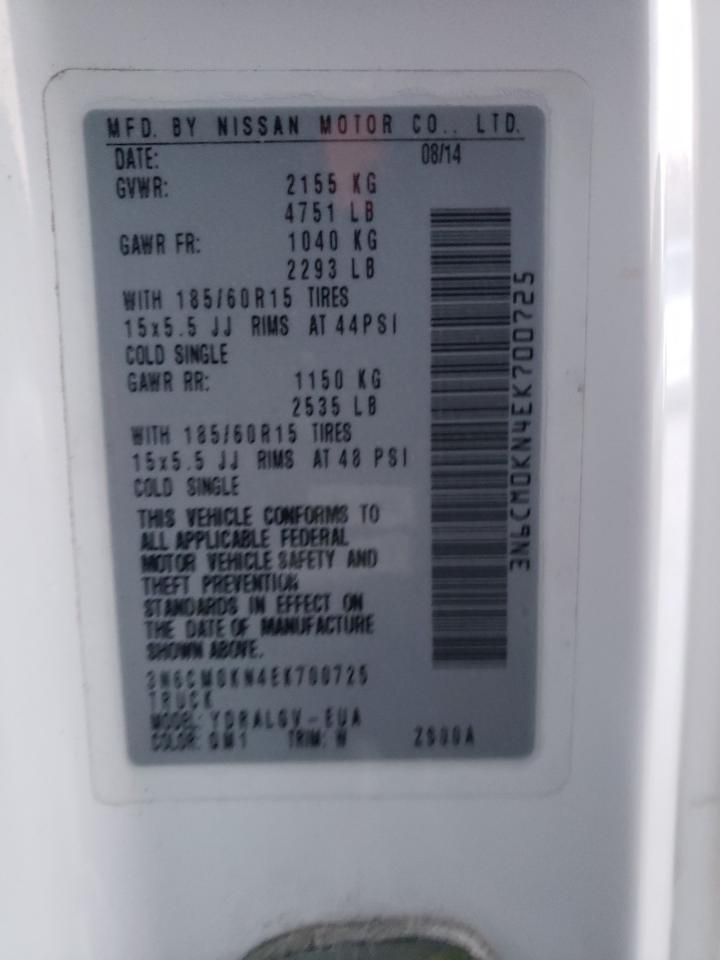 MFD. BY NISSAN MOTOR CO., LTD.
DATE: 08/14
GVWR: 2155 KG
4751 LB
GAWR FR: 1040 KG
2293 LB
WITH 185/60R15 TIRES
15x5.5 JJ RIMS AT 44PSI
COLD SINGLE
GAWR RR: 1150 KG
2535 LB
WITH 185/60R15 TIRES
15x5.5 JJ RIMS AT 48 PSI
COLD SINGLE
THIS VEHICLE CONFORMS TO
ALL APPLICABLE FEDERAL
MOTOR VEHICLE SAFETY AND
THEFT PREVENTION
STANDARDS IN EFFECT ON
THE DATE OF MANUFACTURE
SHOWN ABOVE.
3N6CM0KN4EK700725
TRUCK
MODEL:
COLOR: QM1 TRIM: W
3N6CM0KN4EK700725